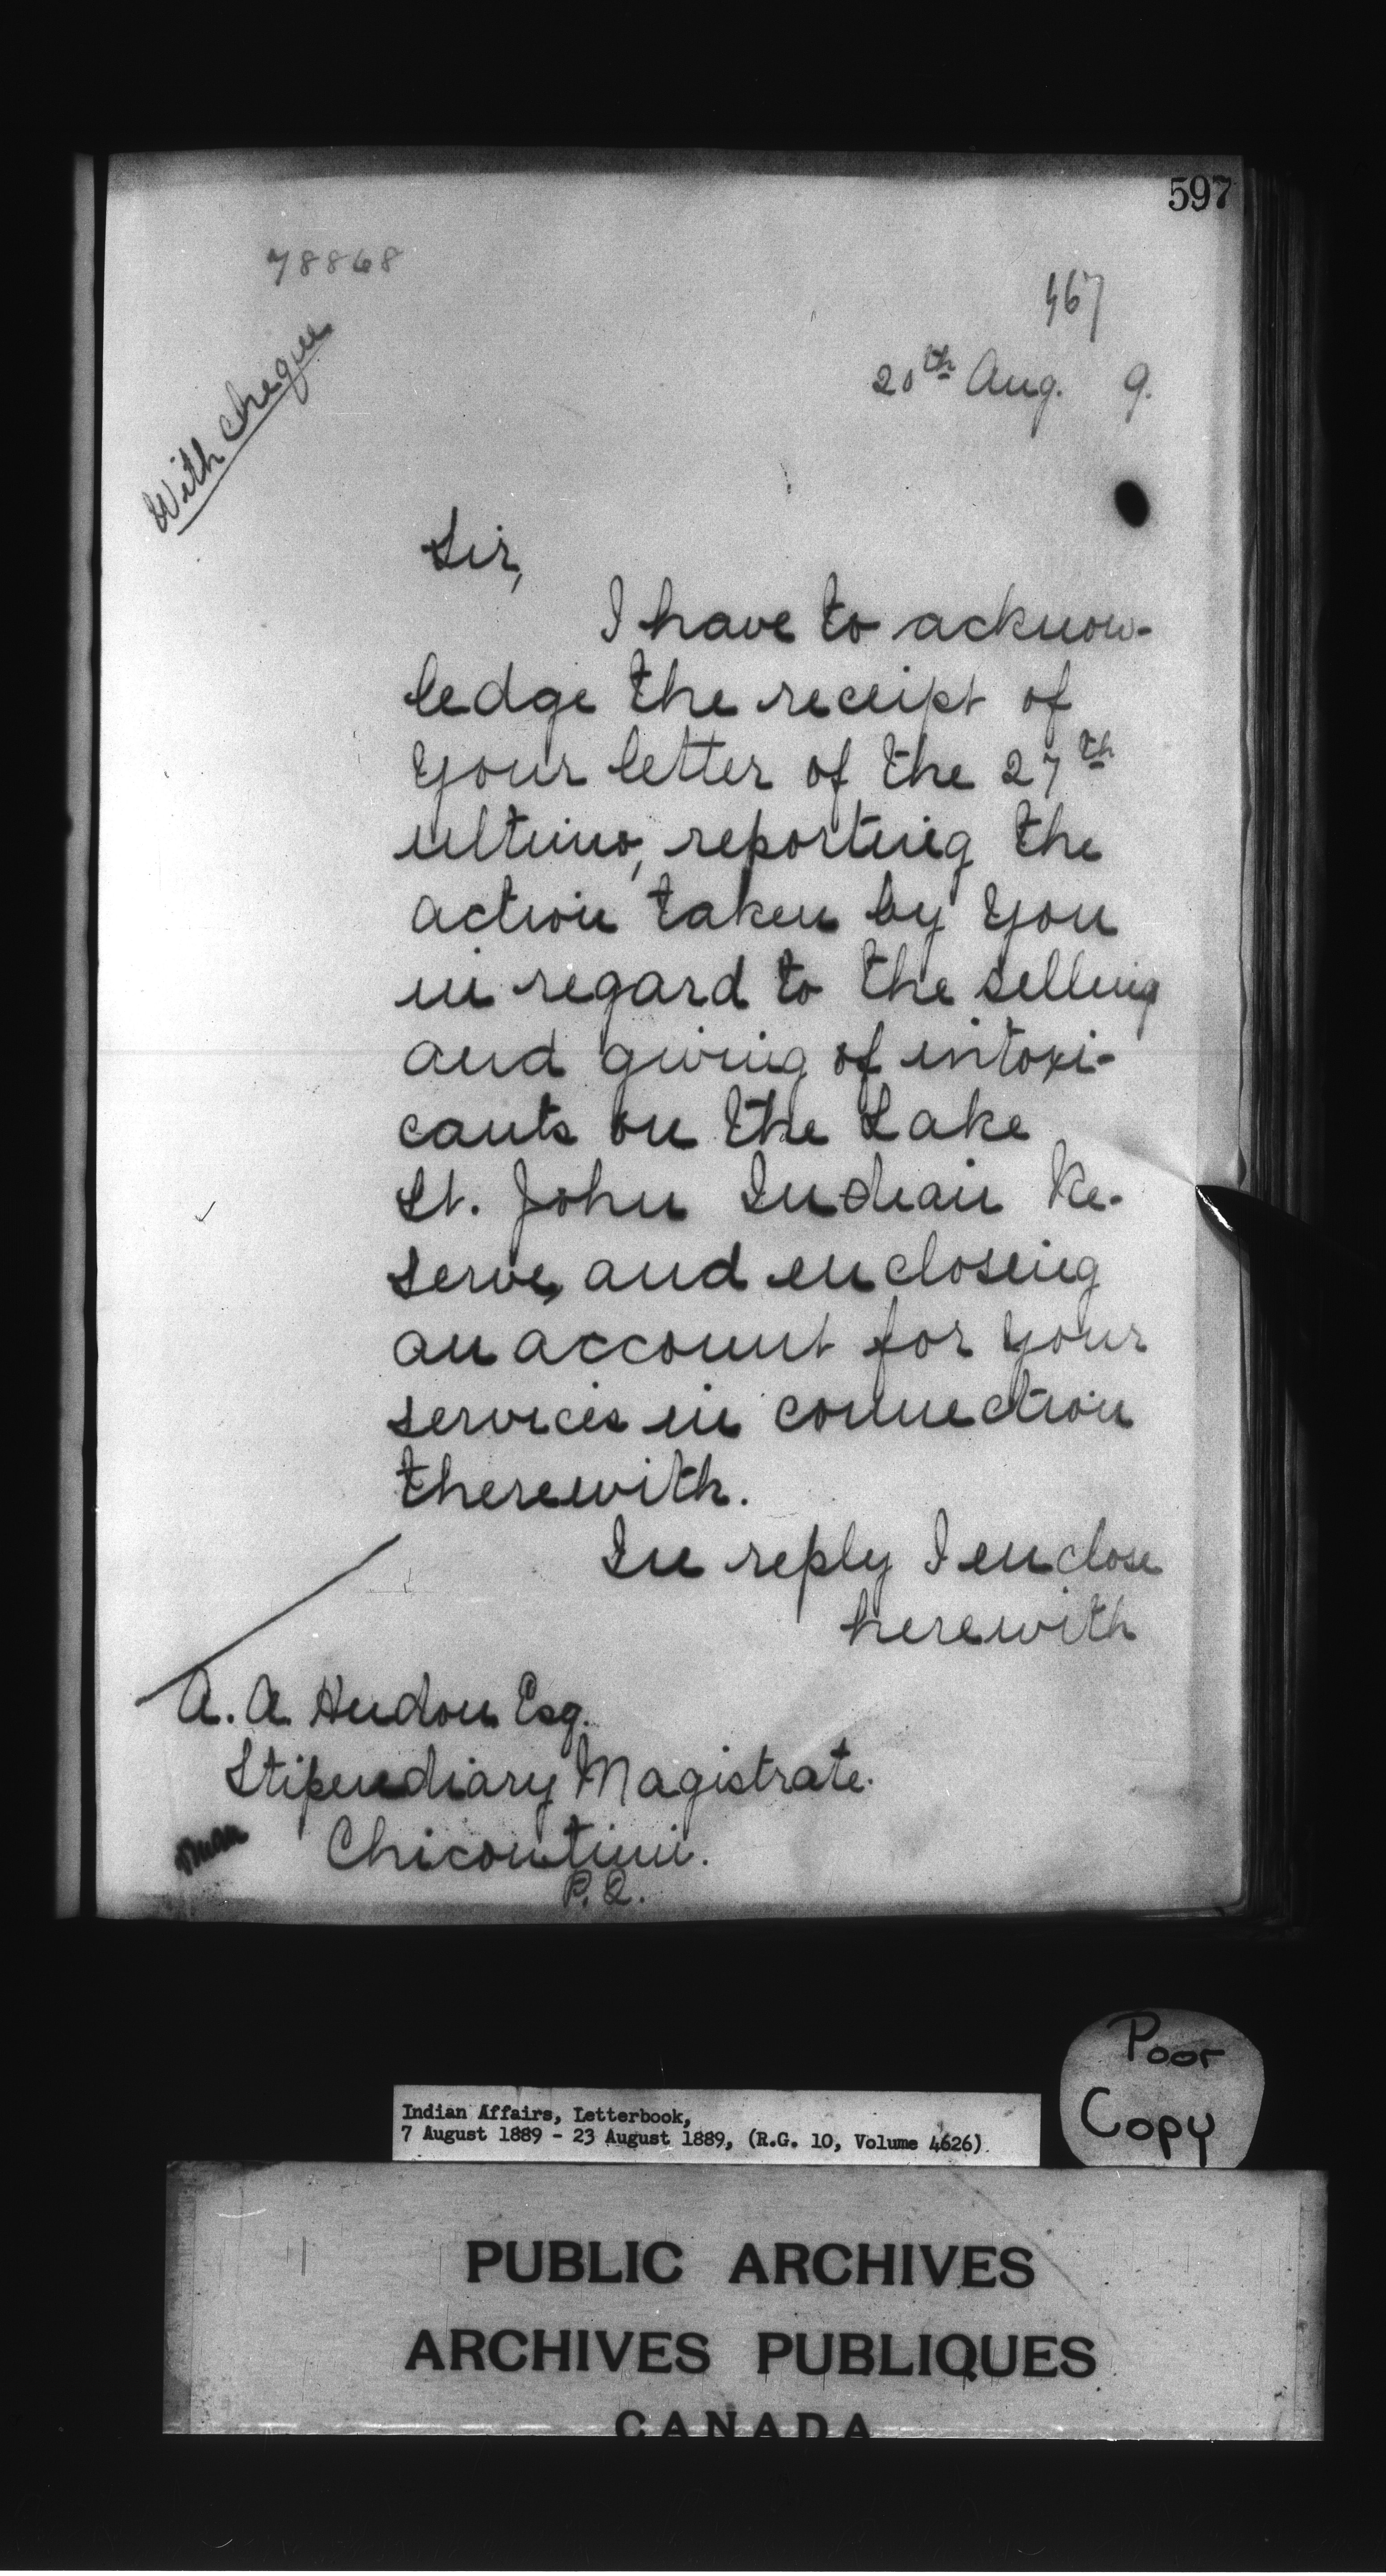 597
78868
467
20th Aug. 9.
With cheque
Sir,
I have to acknow-
ledge the receipt of
your letter of the 27th
ultimo, reporting the
action taken by you
in regard to the selling
and giving of intoxi-
cants on the Lake
St. John Indian Re-
serve, and enclosing
an account for your
services in connection
therewith.
In reply I enclose
herewith
A. A. Hudon Esq.
Stipendiary Magistrate.
Chicoutimi.
P.Q.
Poor
Copy
Indian Affairs, Letterbook,
7 August 1889 - 23 August 1889, (R.G. 10, Volume 4626)
PUBLIC ARCHIVES
ARCHIVES PUBLIQUES
CANADA